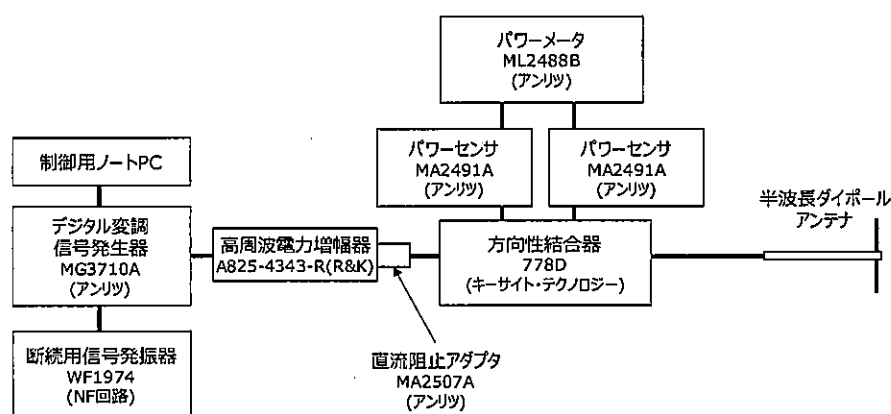 パワーメータ
ML2488B
(アンリツ)
パワーセンサ
MA2491A
(アンリツ)
パワーセンサ
MA2491A
(アンリツ)
制御用ノートPC
デジタル変調
信号発生器
MG3710A
(アンリツ)
高周波電力増幅器
A825-4343-R(R&K)
方向性結合器
778D
(キーサイト・テクノロジー)
半波長ダイポール
アンテナ
断続用信号発振器
WF1974
(NF回路)
直流阻止アダプタ
MA2507A
(アンリツ)